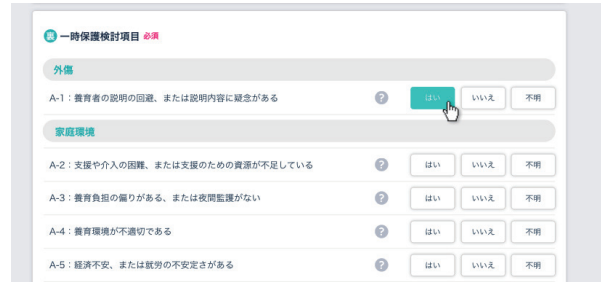 裏 一時保護検討項目 必須
外傷
A-1：養育者の説明の回避、または説明内容に疑念がある ? はい いいえ 不明
家庭環境
A-2：支援や介入の困難、または支援のための資源が不足している ? はい いいえ 不明
A-3：養育負担の偏りがある、または夜間監護がない ? はい いいえ 不明
A-4：養育環境が不適切である ? はい いいえ 不明
A-5：経済不安、または就労の不安定さがある ? はい いいえ 不明